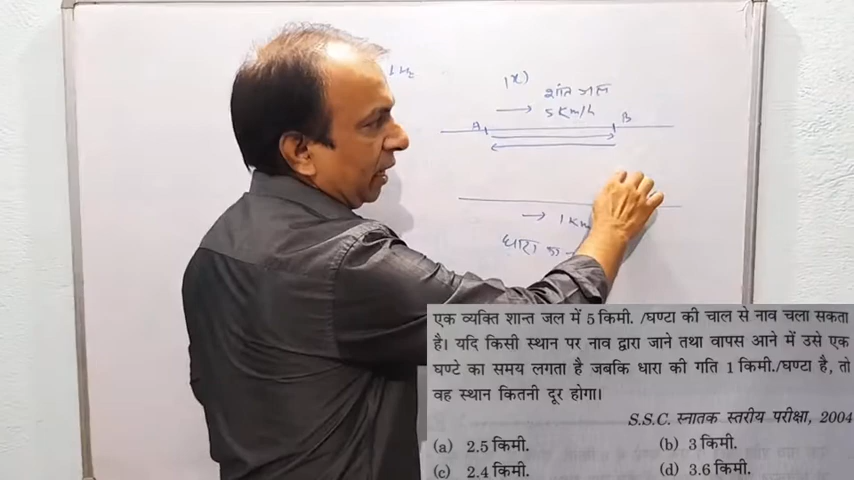 1 Hz
शांत जल
5 Km/h
A B
1 Km
धारा
एक व्यक्ति शान्त जल में 5 किमी. /घण्टा की चाल से नाव चला सकता
है। यदि किसी स्थान पर नाव द्वारा जाने तथा वापस आने में उसे एक
घण्टे का समय लगता है जबकि धारा की गति 1 किमी./घण्टा है, तो
वह स्थान कितनी दूर होगा।
S.S.C. स्नातक स्तरीय परीक्षा, 2004
(a) 2.5 किमी. (b) 3 किमी.
(c) 2.4 किमी. (d) 3.6 किमी.